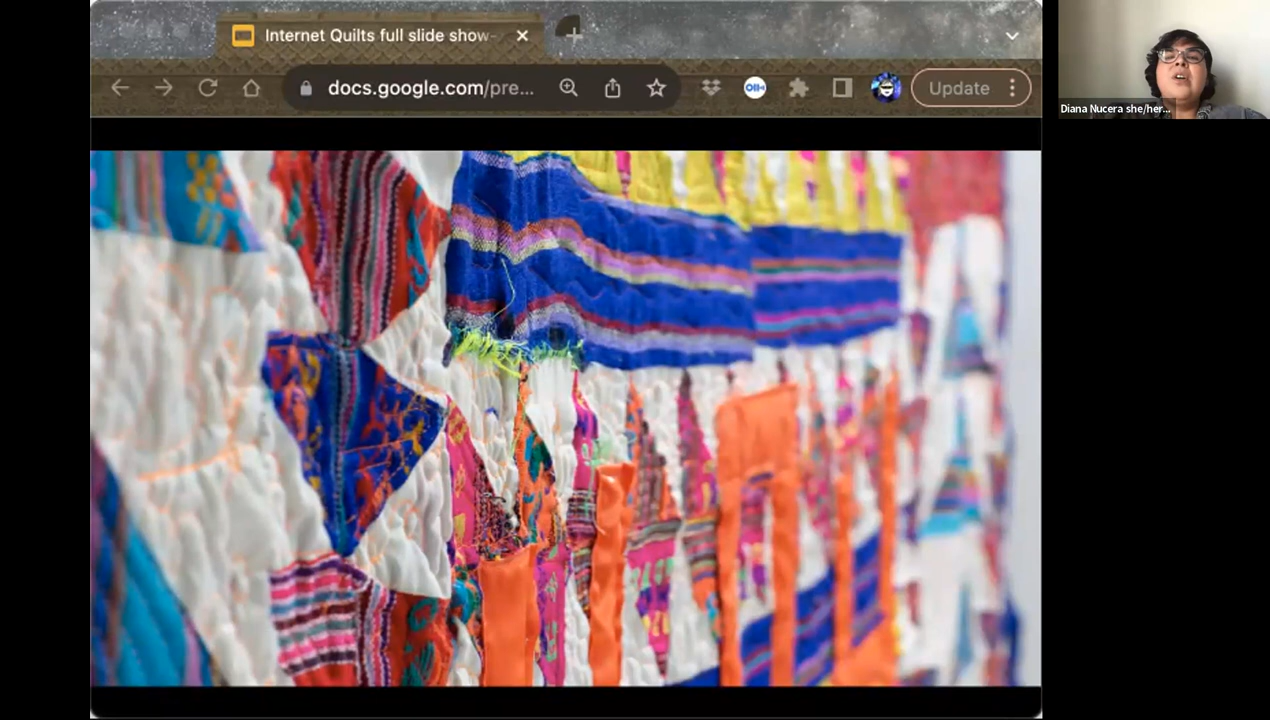 Internet Quilts full slide show-
docs.google.com/pre...
Update
Diana Nucera she/her...